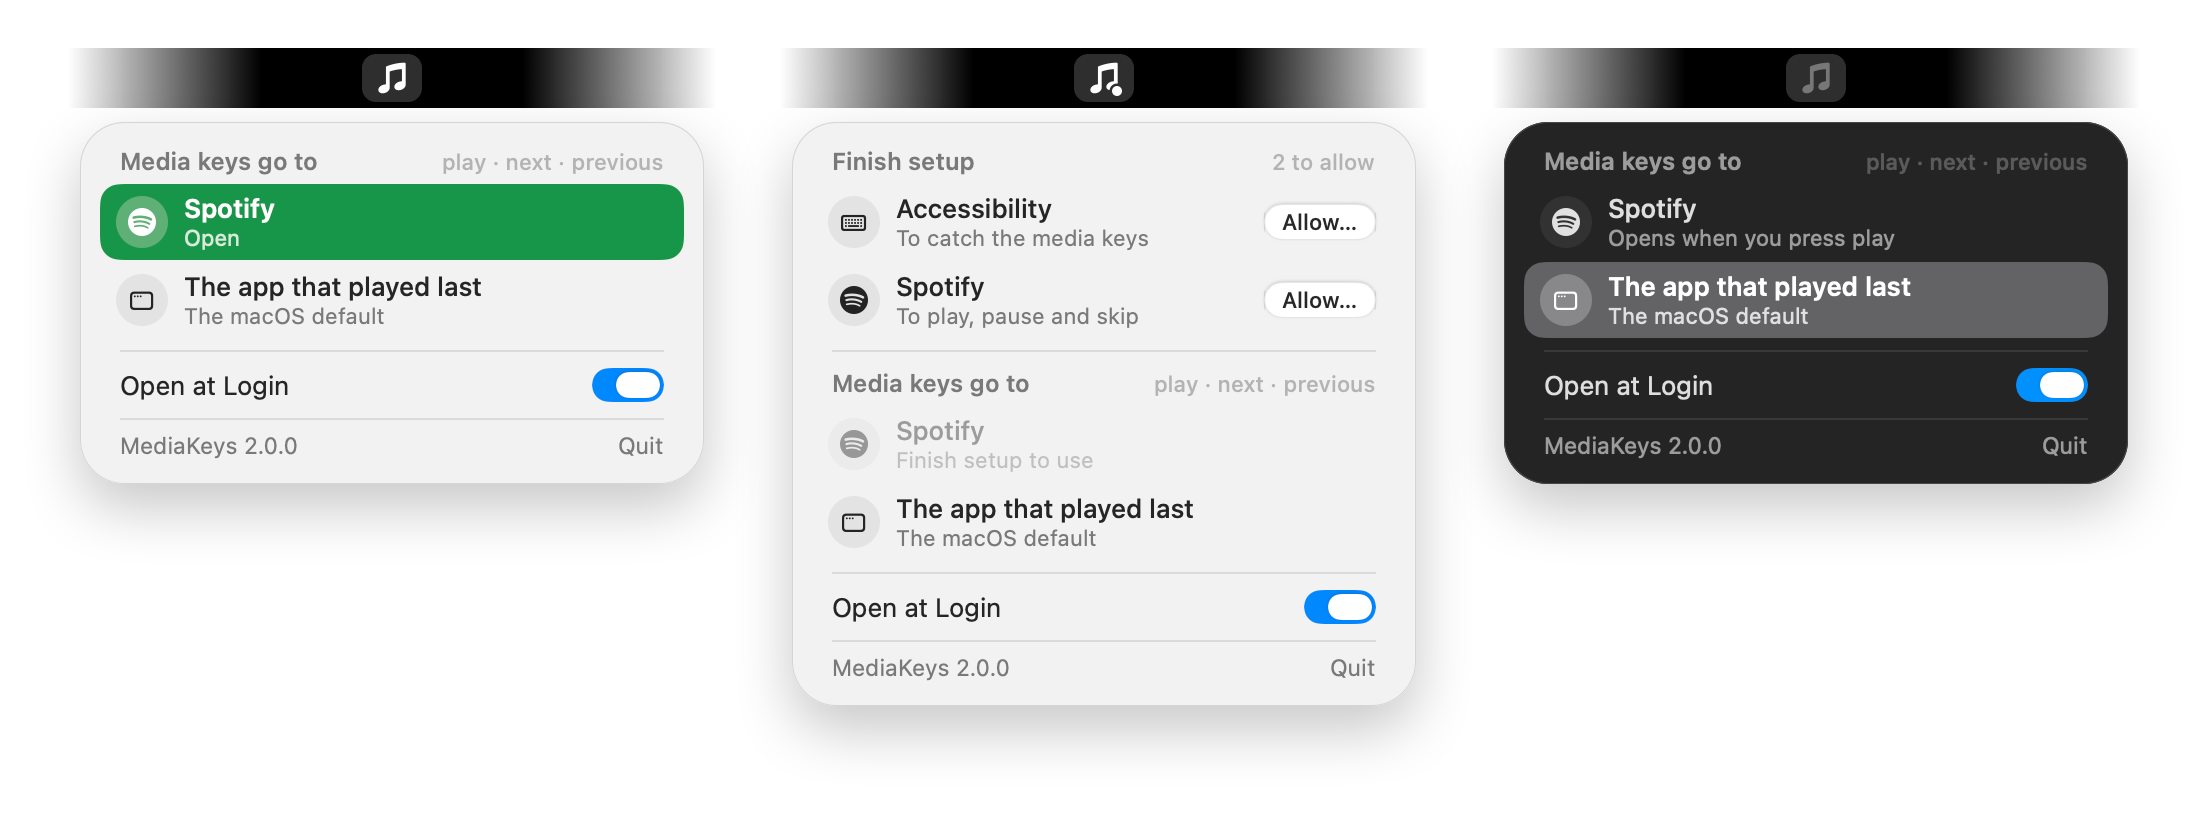 Media keys go to
play · next · previous
Spotify
Open
The app that played last
The macOS default
Open at Login
MediaKeys 2.0.0
Quit
Finish setup
2 to allow
Accessibility
To catch the media keys
Allow...
Spotify
To play, pause and skip
Allow...
Media keys go to
play · next · previous
Spotify
Finish setup to use
The app that played last
The macOS default
Open at Login
MediaKeys 2.0.0
Quit
Media keys go to
play · next · previous
Spotify
Opens when you press play
The app that played last
The macOS default
Open at Login
MediaKeys 2.0.0
Quit